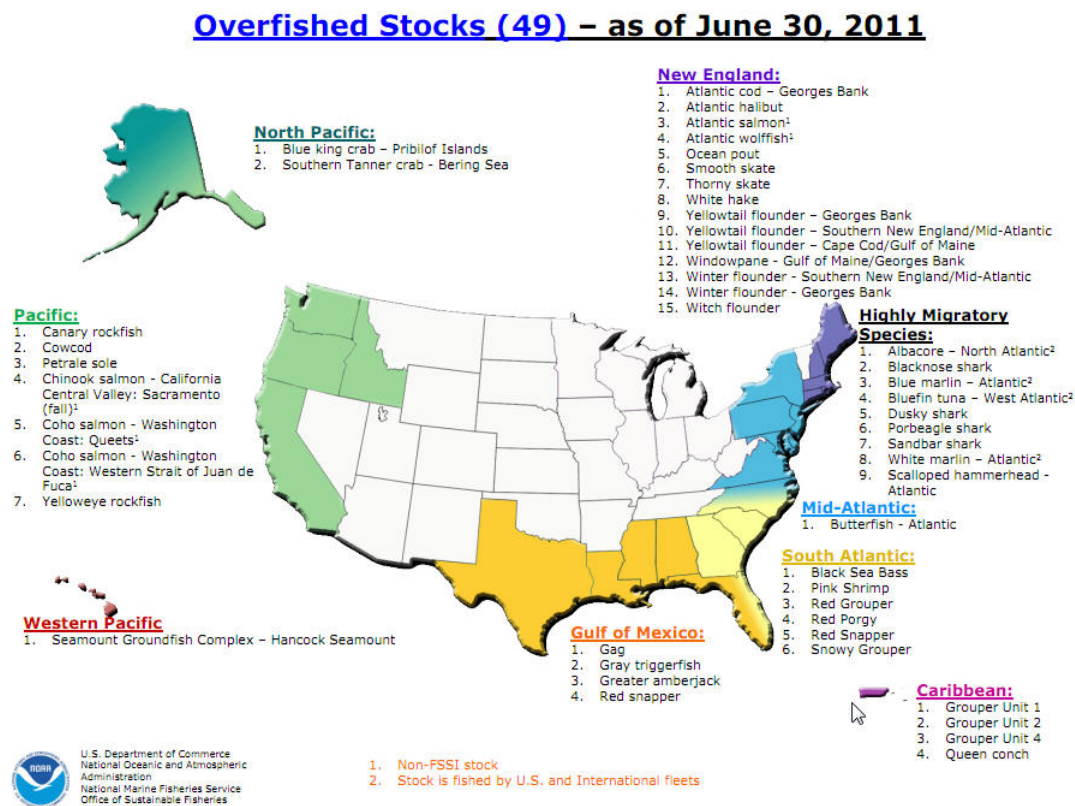 Overfished Stocks (49) – as of June 30, 2011
New England:
1. Atlantic cod – Georges Bank
2. Atlantic halibut
3. Atlantic salmon¹
4. Atlantic wolffish¹
5. Ocean pout
6. Smooth skate
7. Thorny skate
8. White hake
9. Yellowtail flounder – Georges Bank
10. Yellowtail flounder – Southern New England/Mid-Atlantic
11. Yellowtail flounder – Cape Cod/Gulf of Maine
12. Windowpane - Gulf of Maine/Georges Bank
13. Winter flounder - Southern New England/Mid-Atlantic
14. Winter flounder - Georges Bank
15. Witch flounder
North Pacific:
1. Blue king crab – Pribilof Islands
2. Southern Tanner crab - Bering Sea
Pacific:
1. Canary rockfish
2. Cowcod
3. Petrale sole
4. Chinook salmon - California
Central Valley: Sacramento
(fall)¹
5. Coho salmon - Washington
Coast: Queets¹
6. Coho salmon - Washington
Coast: Western Strait of Juan de
Fuca¹
7. Yelloweye rockfish
Highly Migratory
Species:
1. Albacore – North Atlantic²
2. Blacknose shark
3. Blue marlin – Atlantic²
4. Bluefin tuna – West Atlantic²
5. Dusky shark
6. Porbeagle shark
7. Sandbar shark
8. White marlin – Atlantic²
9. Scalloped hammerhead -
Atlantic
Mid-Atlantic:
1. Butterfish - Atlantic
South Atlantic:
1. Black Sea Bass
2. Pink Shrimp
3. Red Grouper
4. Red Porgy
5. Red Snapper
6. Snowy Grouper
Western Pacific
1. Seamount Groundfish Complex – Hancock Seamount
Gulf of Mexico:
1. Gag
2. Gray triggerfish
3. Greater amberjack
4. Red snapper
Caribbean:
1. Grouper Unit 1
2. Grouper Unit 2
3. Grouper Unit 4
4. Queen conch
NOAA
U.S. Department of Commerce
National Oceanic and Atmospheric
Administration
National Marine Fisheries Service
Office of Sustainable Fisheries
1. Non-FSSI stock
2. Stock is fished by U.S. and International fleets